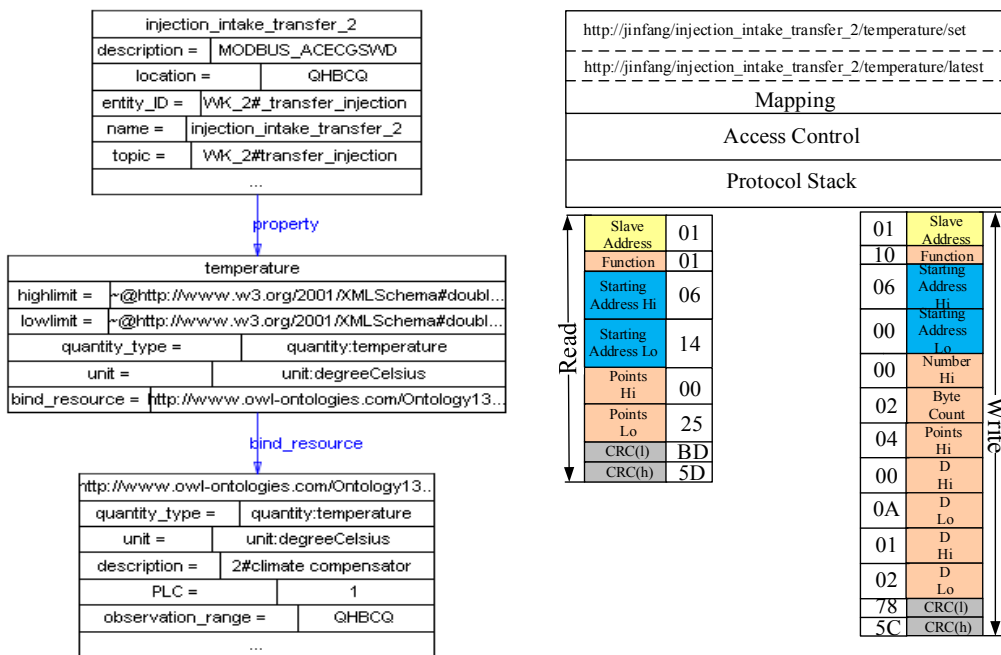 injection_intake_transfer_2
description = MODBUS_ACECGSWD
location = QHBCQ
entity_ID = WK_2#_transfer_injection
name = injection_intake_transfer_2
topic = WK_2#transfer_injection
...
property
temperature
highlimit = ~@http://www.w3.org/2001/XMLSchema#doubl...
lowlimit = ~@http://www.w3.org/2001/XMLSchema#doubl...
quantity_type = quantity:temperature
unit = unit:degreeCelsius
bind_resource = http://www.owl-ontologies.com/Ontology13...
bind_resource
http://www.owl-ontologies.com/Ontology13...
quantity_type = quantity:temperature
unit = unit:degreeCelsius
description = 2#climate compensator
PLC = 1
observation_range = QHBCQ
...
http://jinfang/injection_intake_transfer_2/temperature/set
http://jinfang/injection_intake_transfer_2/temperature/latest
Mapping
Access Control
Protocol Stack
Read
Slave
Address 01
Function 01
Starting
Address Hi 06
Starting
Address Lo 14
Points
Hi 00
Points
Lo 25
CRC(l) BD
CRC(h) 5D
01 Slave
Address
10 Function
06 Starting
Address
Hi
00 Starting
Address
Lo
00 Number
Hi
02 Byte
Count
04 Points
Hi
00 D
Hi
0A D
Lo
01 D
Hi
02 D
Lo
78 CRC(l)
5C CRC(h)
Write